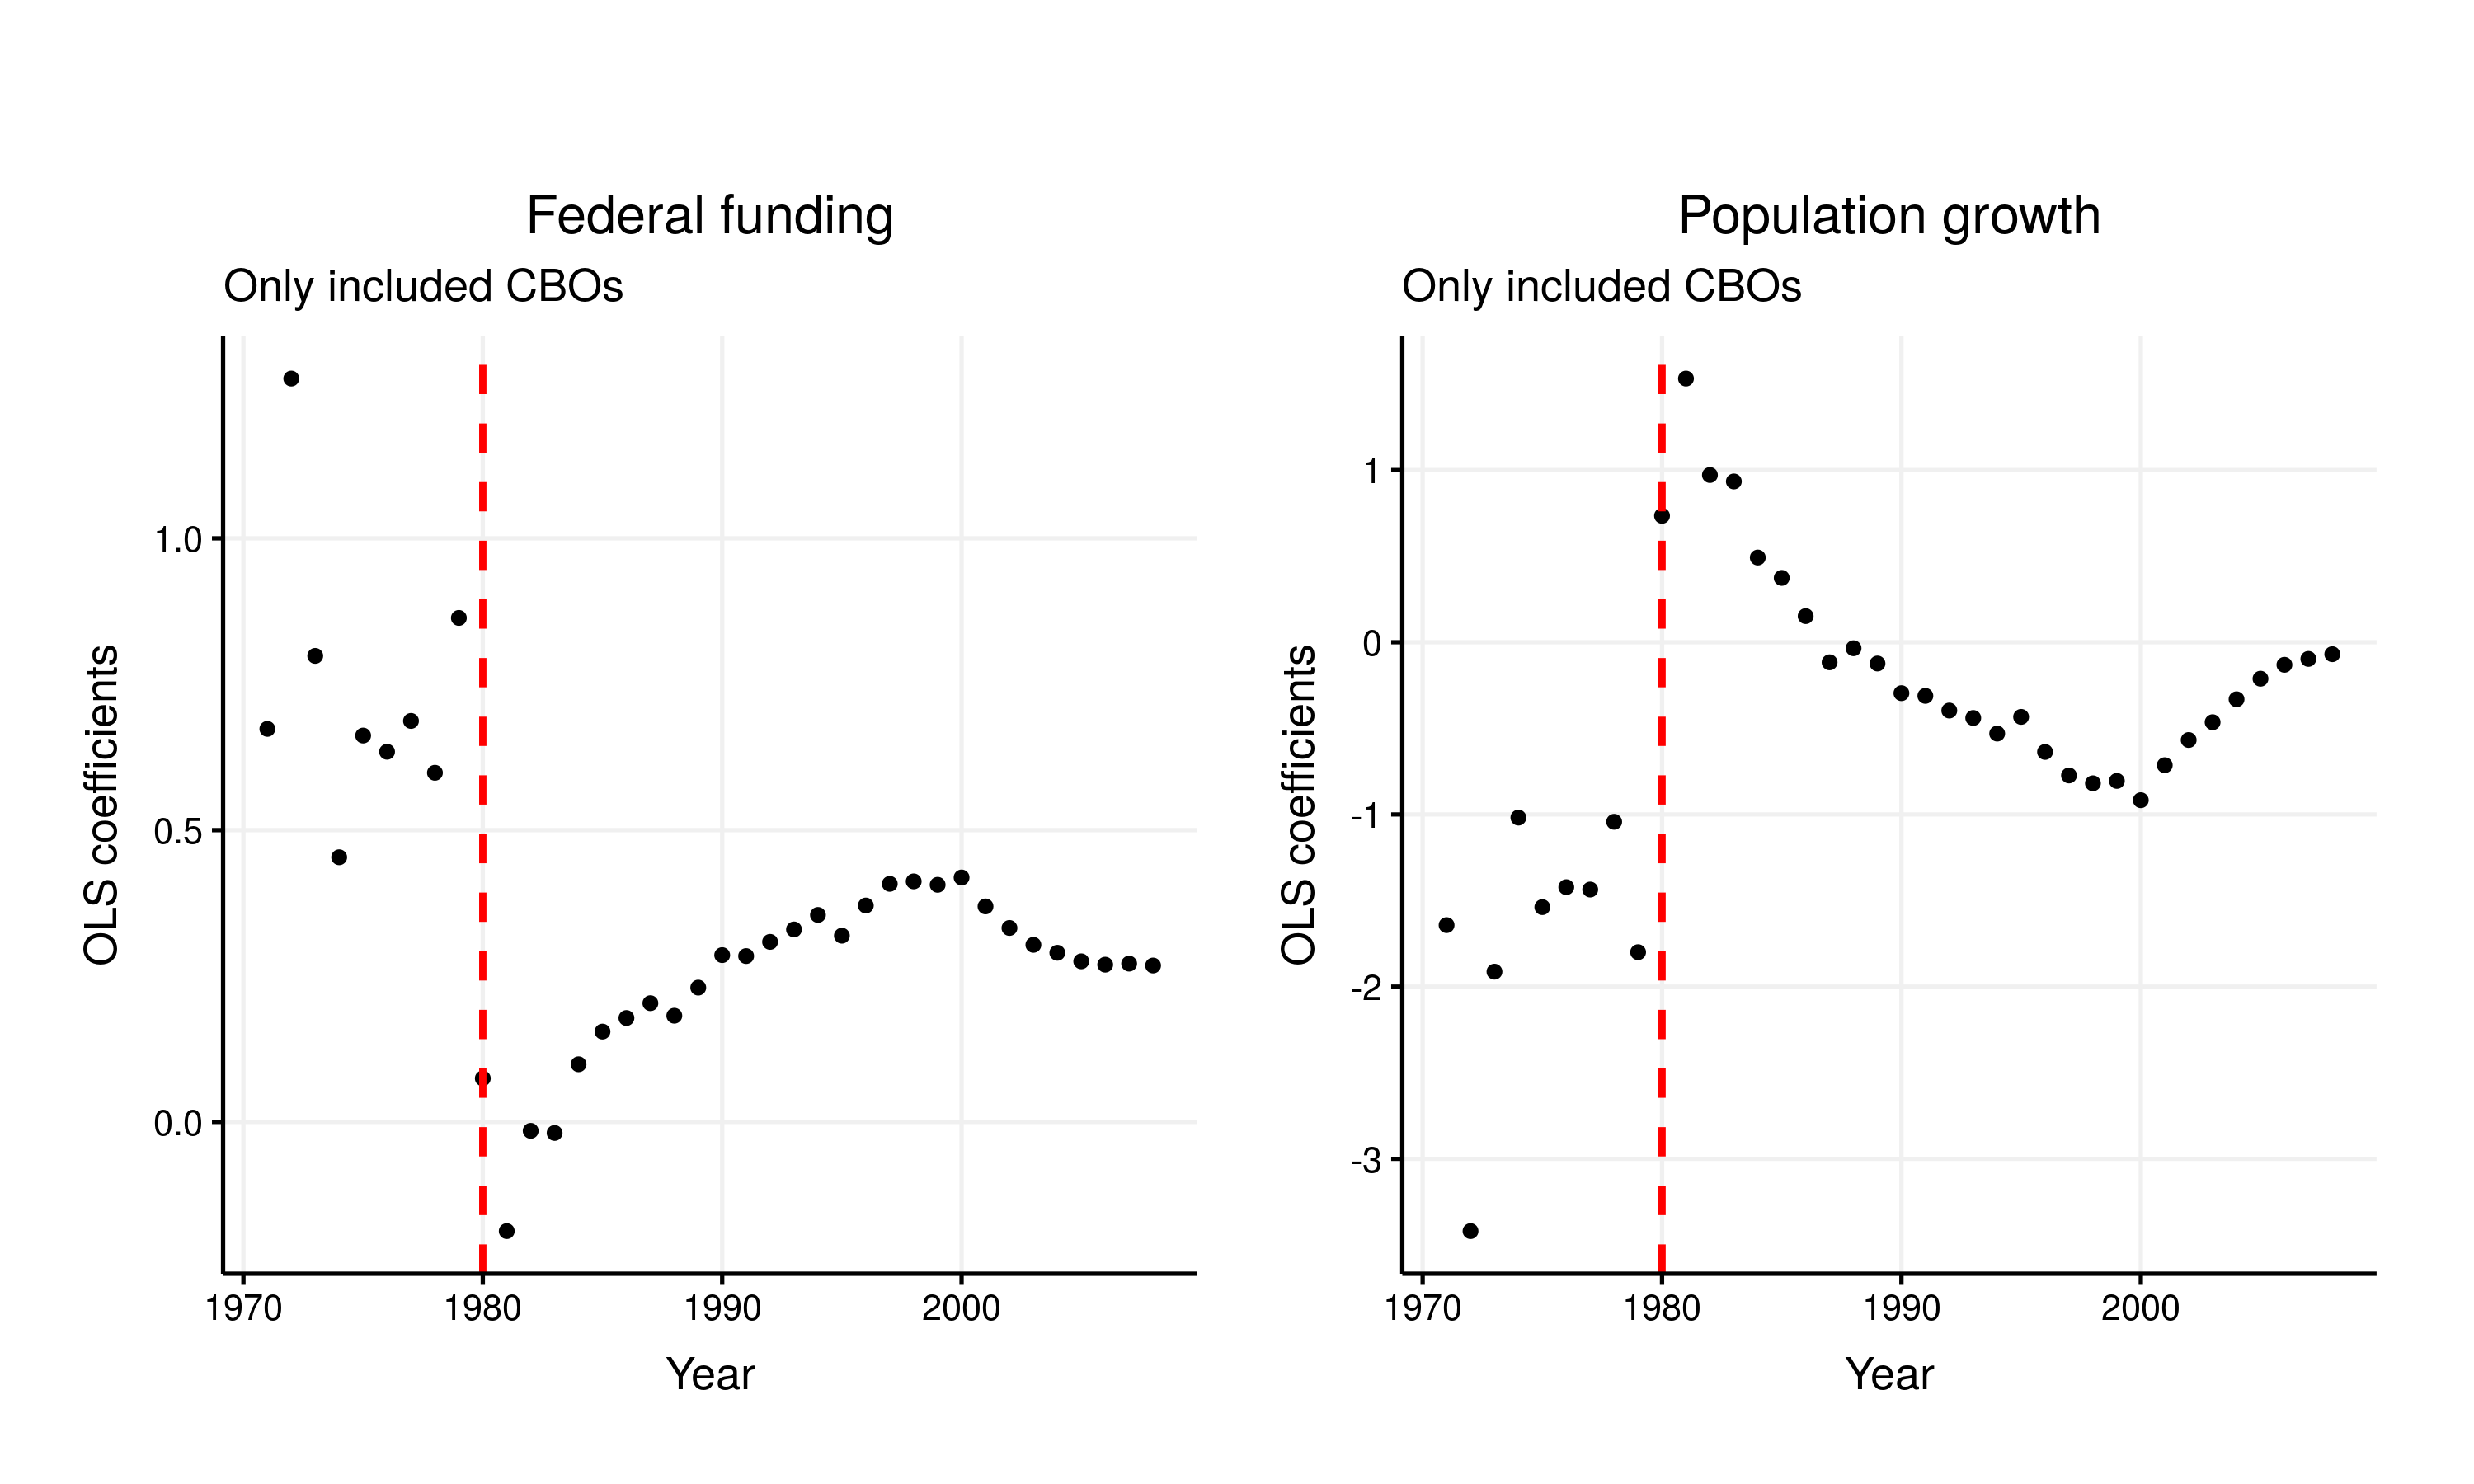 Federal funding
Only included CBOs
OLS coefficients
1.0
0.5
0.0
1970 1980 1990 2000
Year
Population growth
Only included CBOs
OLS coefficients
1
0
-1
-2
-3
1970 1980 1990 2000
Year